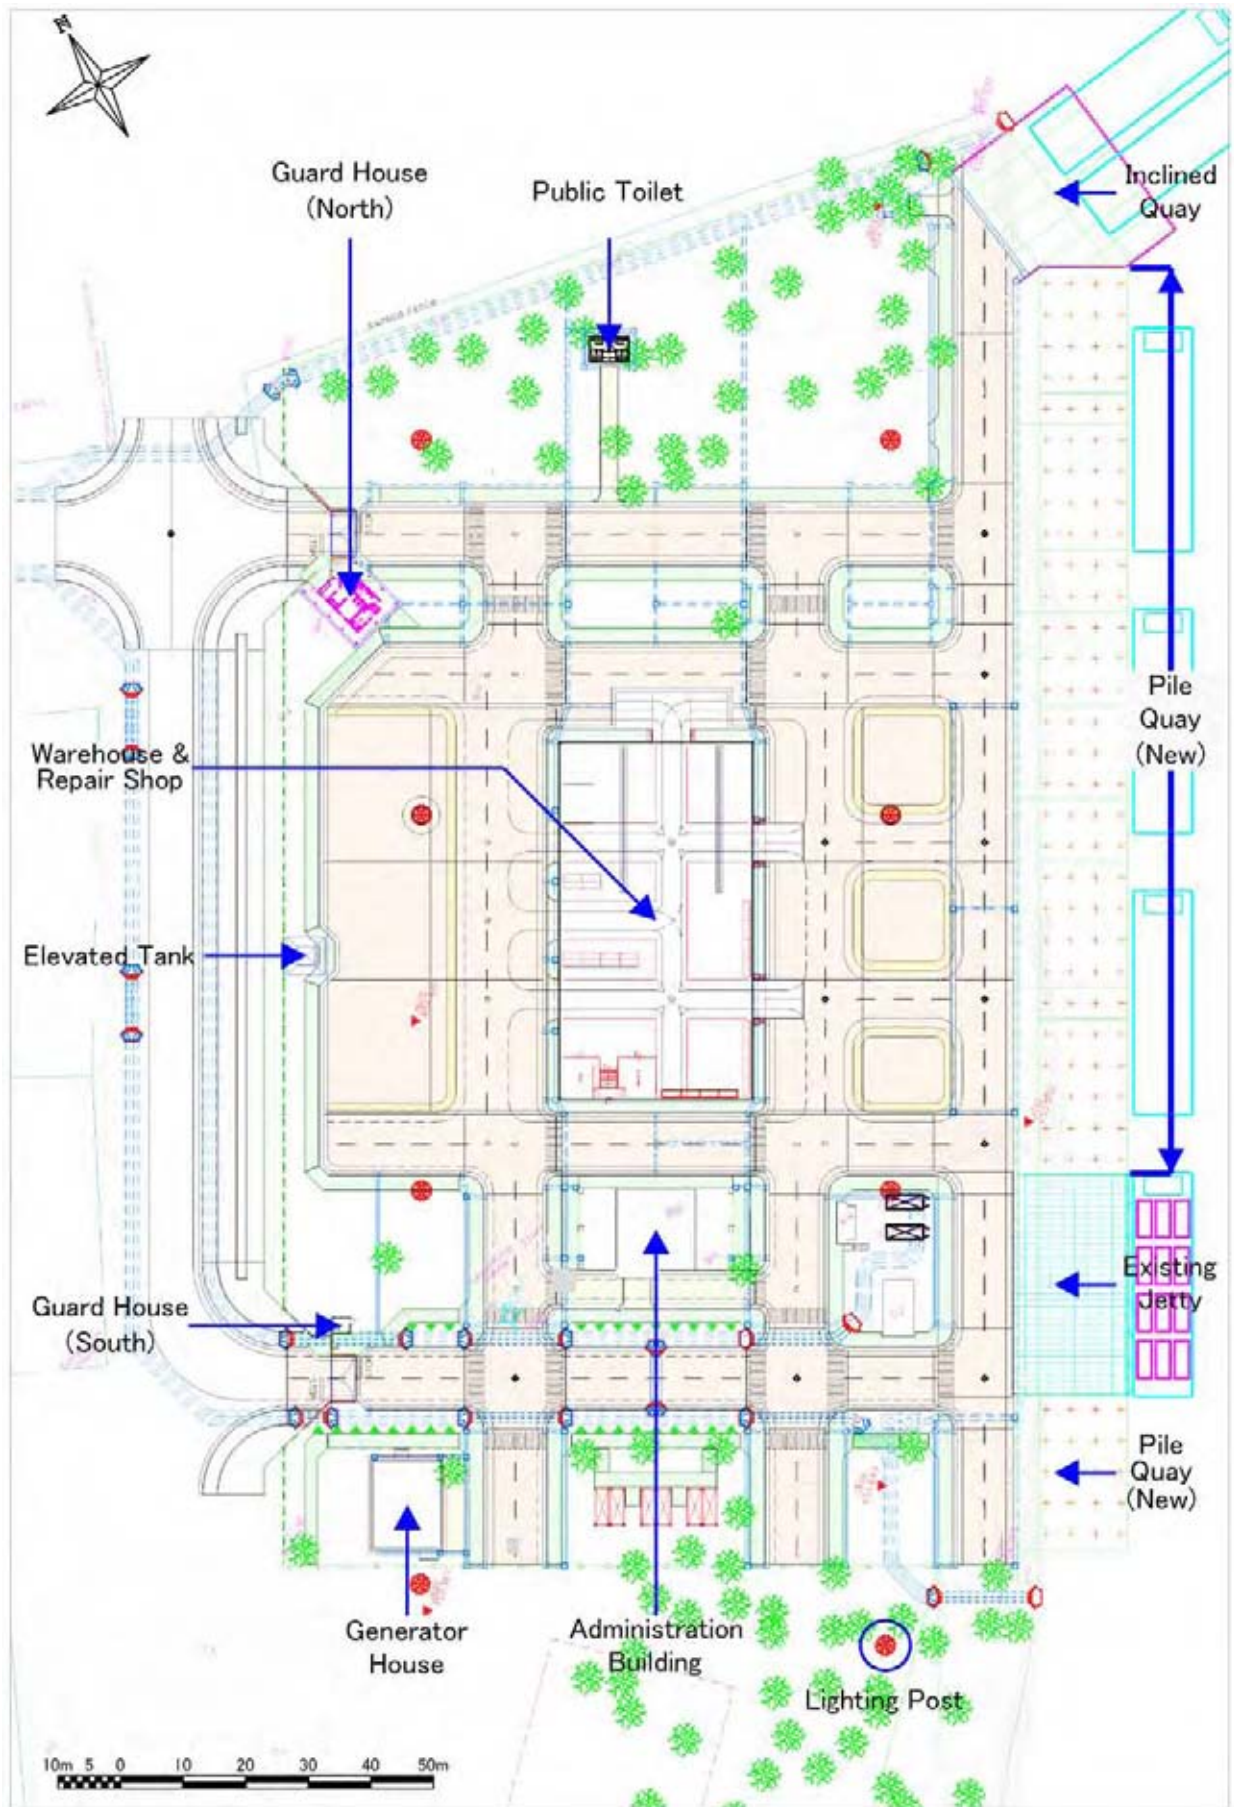 N
Guard House
(North)
Public Toilet
Inclined
Quay
Pile
Quay
(New)
Warehouse &
Repair Shop
Elevated Tank
Guard House
(South)
Existing
Jetty
Pile
Quay
(New)
Generator
House
Administration
Building
Lighting Post
10m 5 0 10 20 30 40 50m